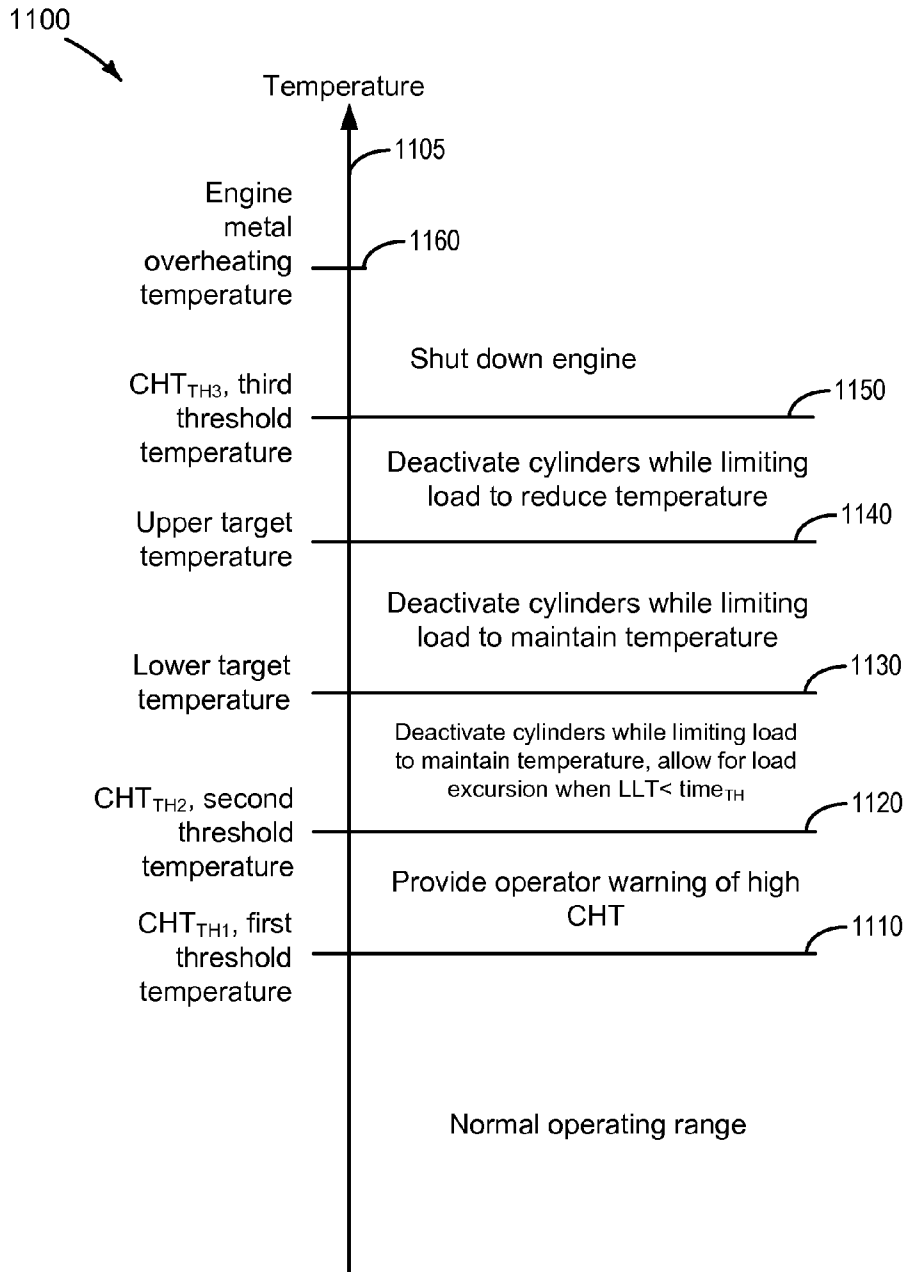 1100
Temperature
1105
Engine
metal
overheating
temperature
1160
Shut down engine
CHTTH3, third
threshold
temperature
1150
Deactivate cylinders while limiting
load to reduce temperature
Upper target
temperature
1140
Deactivate cylinders while limiting
load to maintain temperature
Lower target
temperature
1130
Deactivate cylinders while limiting load
to maintain temperature, allow for load
excursion when LLT< timeTH
CHTTH2, second
threshold
temperature
1120
Provide operator warning of high
CHT
CHTTH1, first
threshold
temperature
1110
Normal operating range